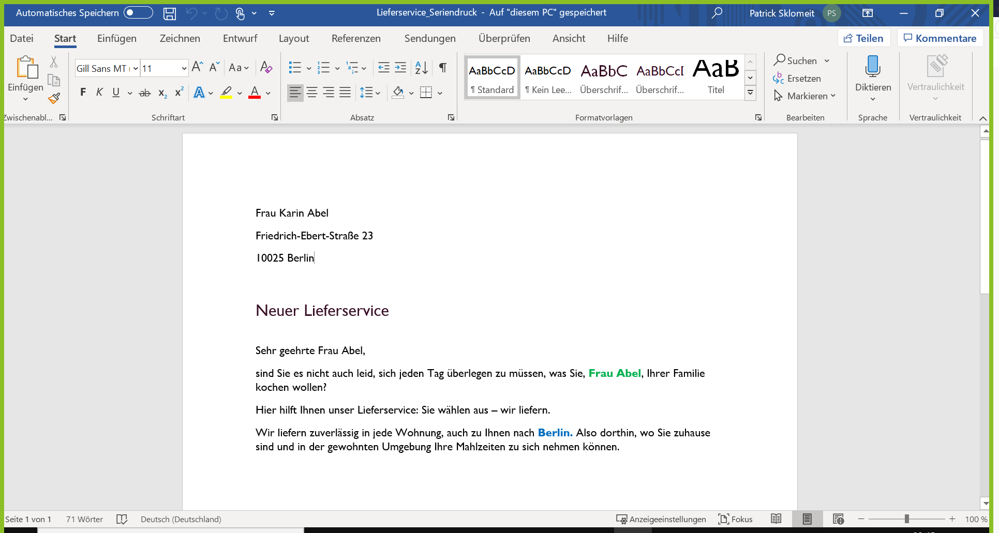 Automatisches Speichern
Lieferservice_Seriendruck - Auf "diesem PC" gespeichert
Patrick Sklomeit PS
Datei Start Einfügen Zeichnen Entwurf Layout Referenzen Sendungen Überprüfen Ansicht Hilfe Teilen Kommentare
Einfügen
Zwischenabl...
Gill Sans MT ( 11 Aa
F K U ab x₂ x² A A
Schriftart
Absatz
AaBbCcD AaBbCcD AaBbC AaBbCcI AaB
¶ Standard ¶ Kein Lee... Überschrif... Überschrif... Titel
Formatvorlagen
Suchen
Ersetzen
Markieren
Bearbeiten
Diktieren
Sprache
Vertraulichkeit
Vertraulichkeit
Frau Karin Abel
Friedrich-Ebert-Straße 23
10025 Berlin
Neuer Lieferservice
Sehr geehrte Frau Abel,
sind Sie es nicht auch leid, sich jeden Tag überlegen zu müssen, was Sie, Frau Abel, Ihrer Familie
kochen wollen?
Hier hilft Ihnen unser Lieferservice: Sie wählen aus – wir liefern.
Wir liefern zuverlässig in jede Wohnung, auch zu Ihnen nach Berlin. Also dorthin, wo Sie zuhause
sind und in der gewohnten Umgebung Ihre Mahlzeiten zu sich nehmen können.
Seite 1 von 1 71 Wörter Deutsch (Deutschland) Anzeigeeinstellungen Fokus 100 %